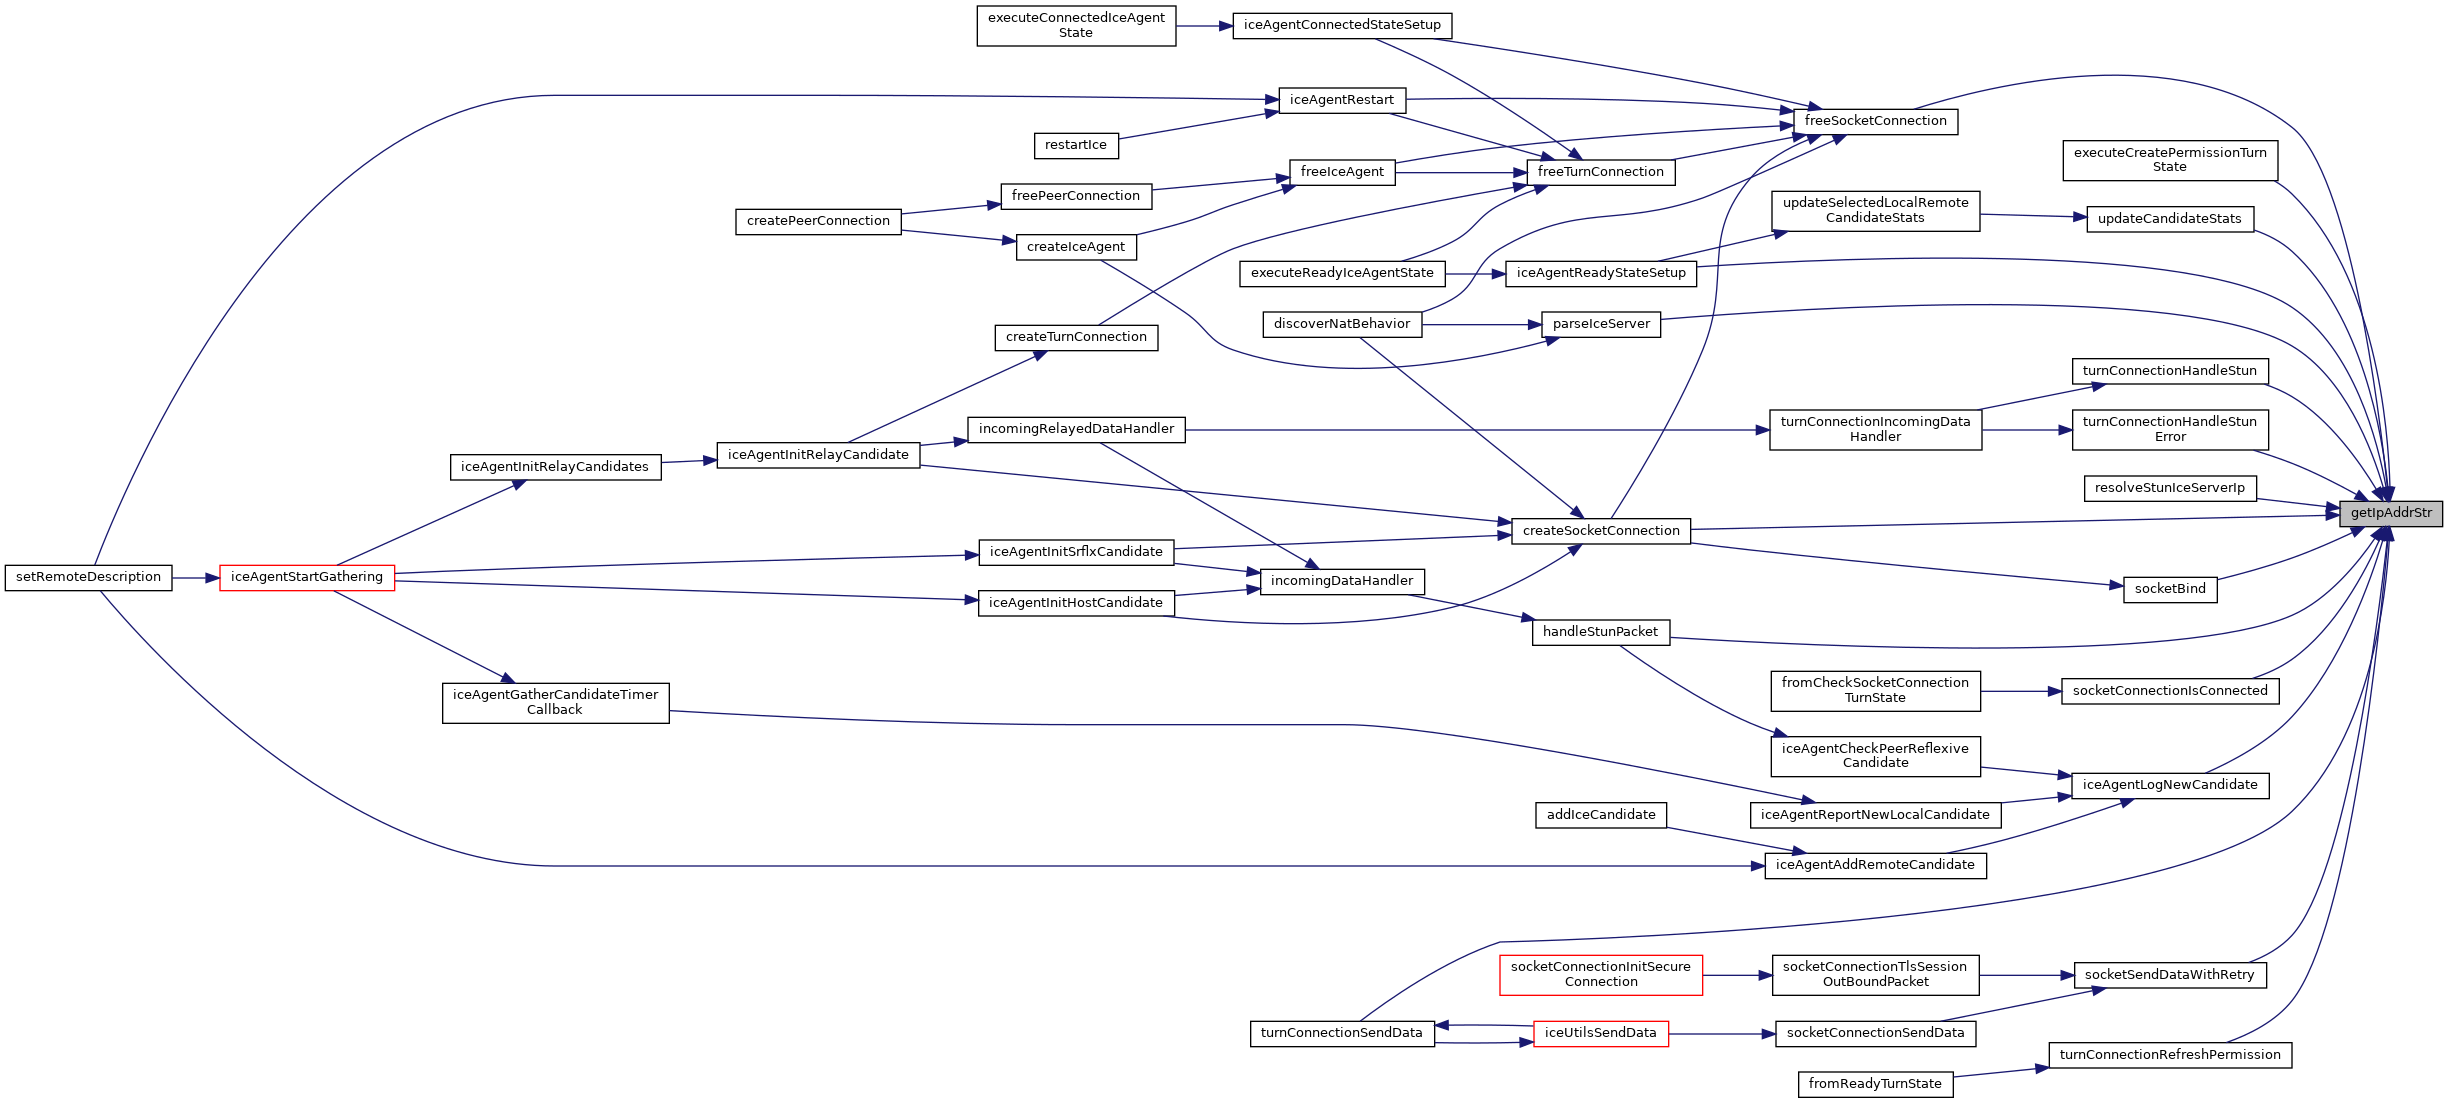 executeConnectedIceAgent
State
iceAgentConnectedStateSetup
iceAgentRestart
freeSocketConnection
restartIce
executeCreatePermissionTurn
State
freeIceAgent
freeTurnConnection
freePeerConnection
updateSelectedLocalRemote
CandidateStats
updateCandidateStats
createPeerConnection
createIceAgent
executeReadyIceAgentState
iceAgentReadyStateSetup
discoverNatBehavior
parseIceServer
createTurnConnection
turnConnectionHandleStun
incomingRelayedDataHandler
turnConnectionIncomingData
Handler
turnConnectionHandleStun
Error
iceAgentInitRelayCandidate
iceAgentInitRelayCandidates
resolveStunIceServerIp
getIpAddrStr
createSocketConnection
iceAgentInitSrflxCandidate
setRemoteDescription
iceAgentStartGathering
incomingDataHandler
socketBind
iceAgentInitHostCandidate
handleStunPacket
fromCheckSocketConnection
TurnState
socketConnectionIsConnected
iceAgentGatherCandidateTimer
Callback
iceAgentCheckPeerReflexive
Candidate
iceAgentLogNewCandidate
addIceCandidate
iceAgentReportNewLocalCandidate
iceAgentAddRemoteCandidate
socketConnectionInitSecure
Connection
socketConnectionTlsSession
OutBoundPacket
socketSendDataWithRetry
turnConnectionSendData
iceUtilsSendData
socketConnectionSendData
turnConnectionRefreshPermission
fromReadyTurnState